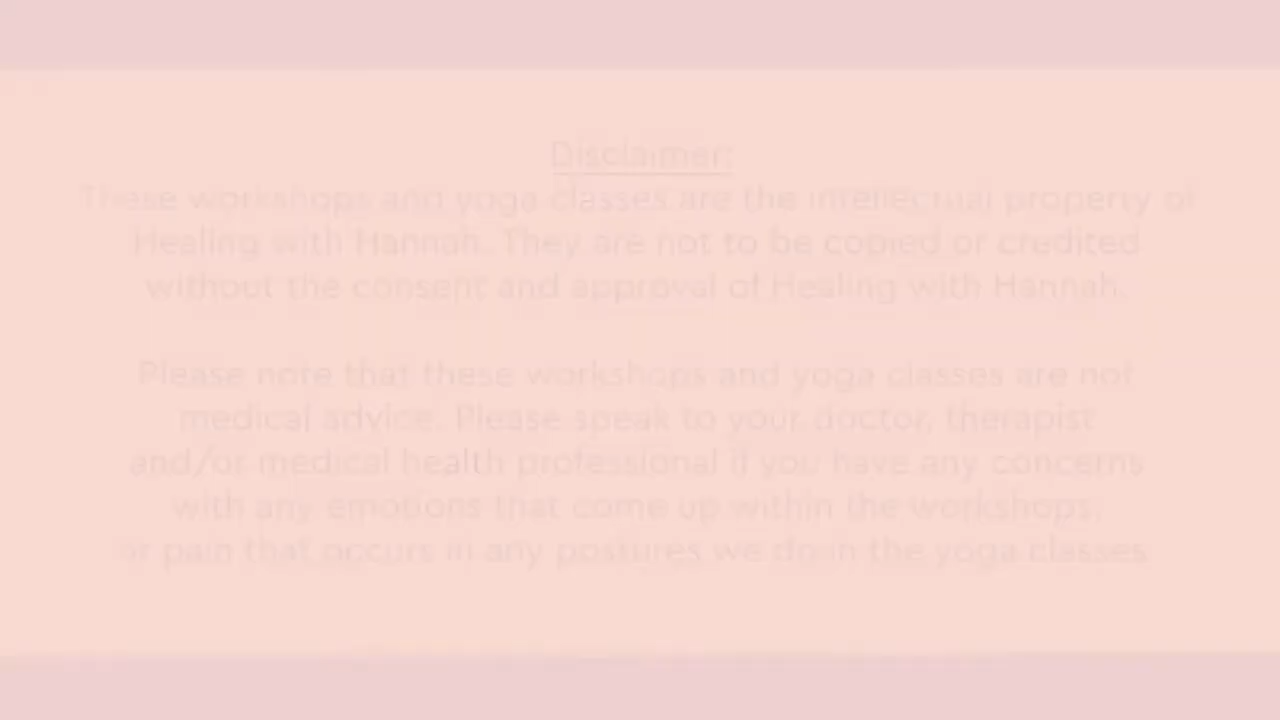 Disclaimer:
These workshops and yoga classes are the intellectual property of
Healing with Hannah. They are not to be copied or credited
without the consent and approval of Healing with Hannah.
Please note that these workshops and yoga classes are not
medical advice. Please speak to your doctor, therapist
and/or medical health professional if you have any concerns
with any emotions that come up within the workshops,
or pain that occurs in any postures we do in the yoga classes